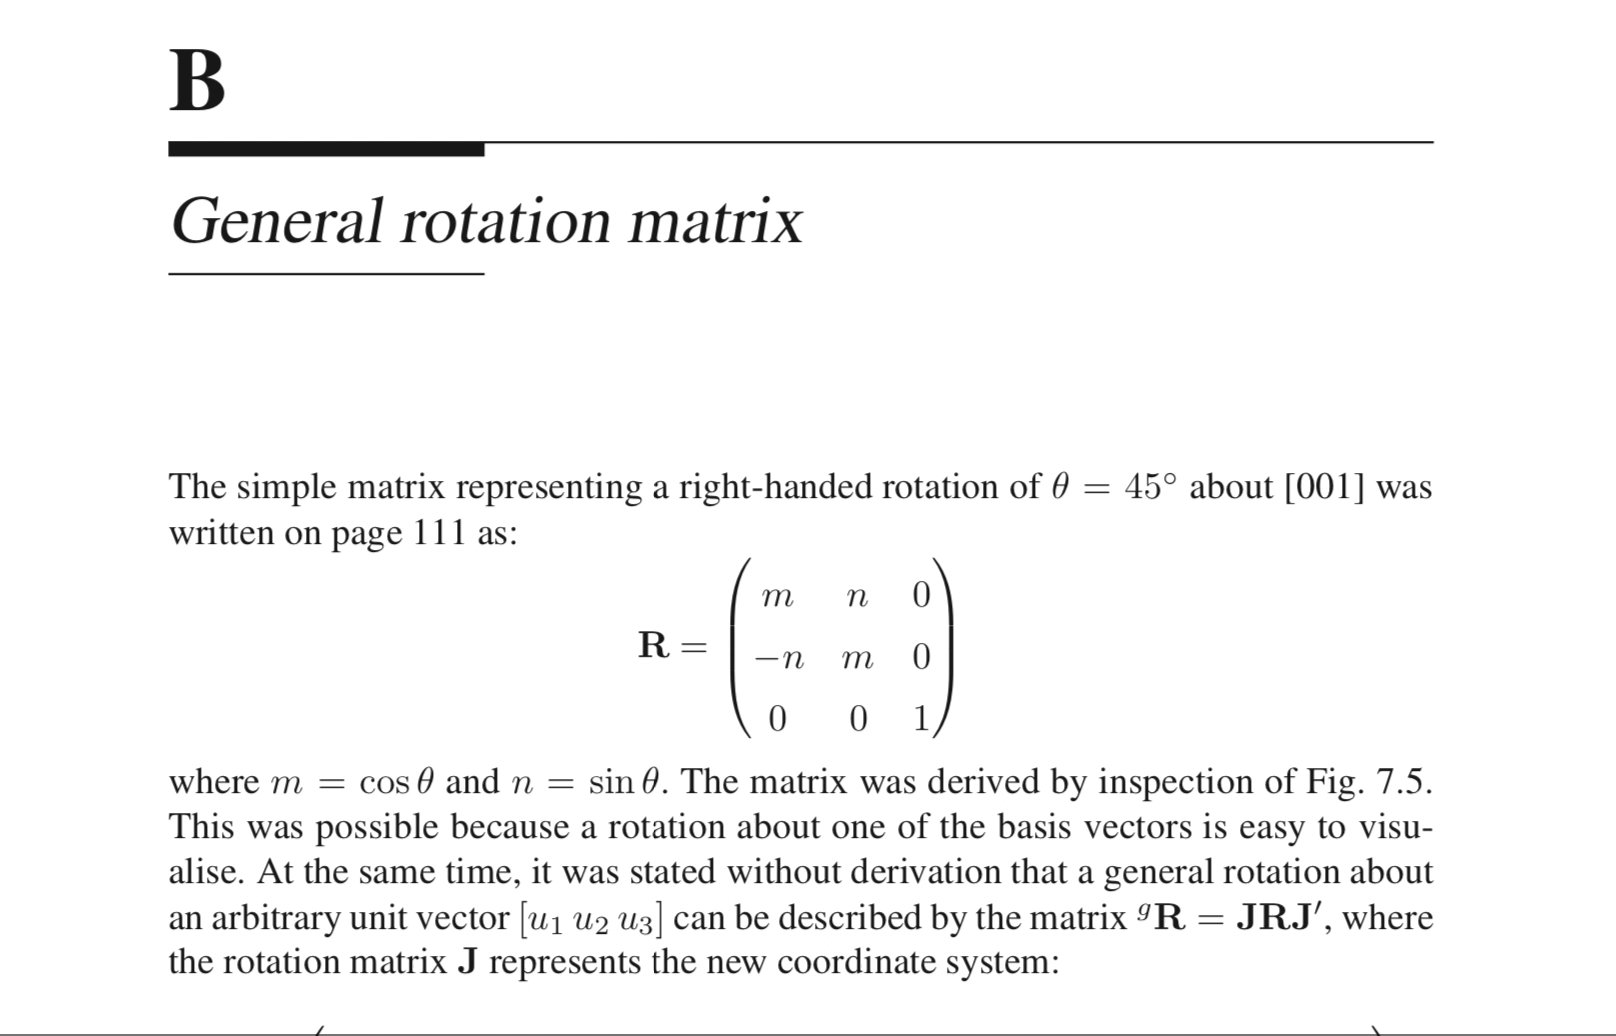 B
General rotation matrix
The simple matrix representing a right-handed rotation of θ = 45° about [001] was
written on page 111 as:
m n 0
R = −n m 0
0 0 1
where m = cos θ and n = sin θ. The matrix was derived by inspection of Fig. 7.5.
This was possible because a rotation about one of the basis vectors is easy to visu-
alise. At the same time, it was stated without derivation that a general rotation about
an arbitrary unit vector [u₁ u₂ u₃] can be described by the matrix ᵍR = JRJ′, where
the rotation matrix J represents the new coordinate system: